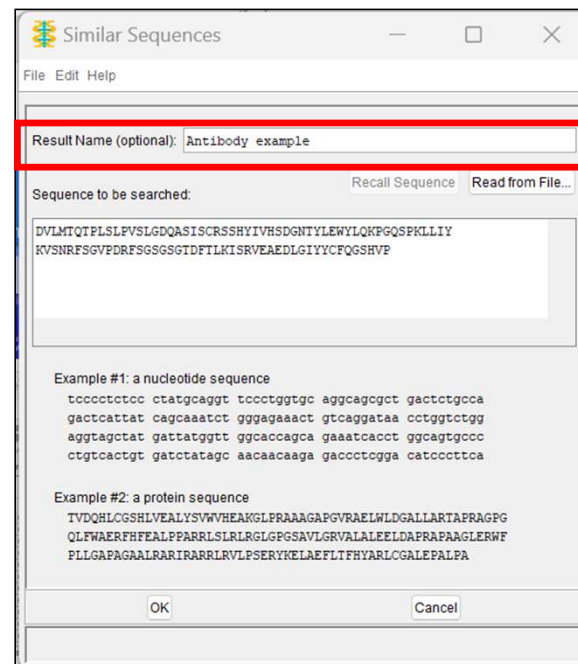 Similar Sequences
File Edit Help
Result Name (optional): Antibody example
Recall Sequence Read from File...
Sequence to be searched:
DVLMTQTPLSLPVSLGDQASISCRSSHYIVHSDGNTYLEWYLQKPGQSPKLLIY
KVSNRFSGVPDRFSGSGSGTDFTLKISRVEAEDLGIYYCFQGSHVP
Example #1: a nucleotide sequence
tcccctctcc ctatgcaggt tccctggtgc aggcagcgct gactctgcca
gactcattat cagcaaatct gggagaaact gtcaggataa cctggtctgg
aggtagctat gattatggtt ggcaccagca gaaatcacct ggcagtgccc
ctgtcactgt gatctatagc aacaacaaga gaccctcgga catcccttca
Example #2: a protein sequence
TVDQHLCGSHLVEALYSVWVHEAKGLPRAAAGAPGVRAELWLDGALLARTAPRAGPG
QLFWAERFHFEALPPARRLSLRLRGLGPGSAVLGRVALALEELDAPRAPAAGLERWF
PLLGAPAGAALRARIRARRLRVLPSERYKELAEFLTFHYARLCGALEPALPA
OK Cancel